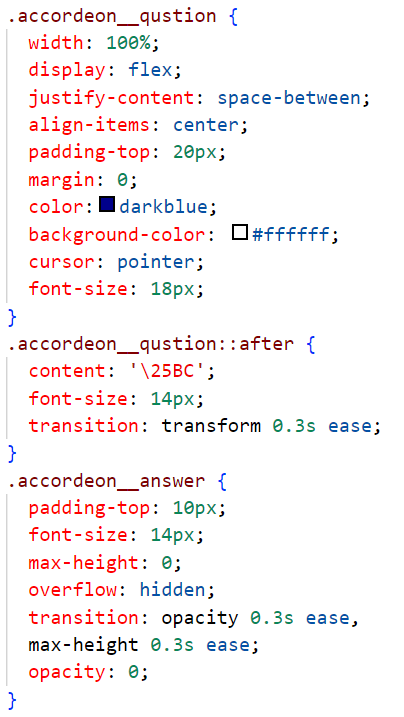 .accordeon__qustion {
width: 100%;
display: flex;
justify-content: space-between;
align-items: center;
padding-top: 20px;
margin: 0;
color: darkblue;
background-color: #ffffff;
cursor: pointer;
font-size: 18px;
}
.accordeon__qustion::after {
content: '\25BC';
font-size: 14px;
transition: transform 0.3s ease;
}
.accordeon__answer {
padding-top: 10px;
font-size: 14px;
max-height: 0;
overflow: hidden;
transition: opacity 0.3s ease,
max-height 0.3s ease;
opacity: 0;
}